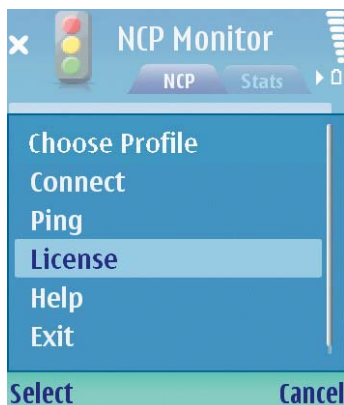 NCP Monitor
NCP Stats
Choose Profile
Connect
Ping
License
Help
Exit
Select Cancel